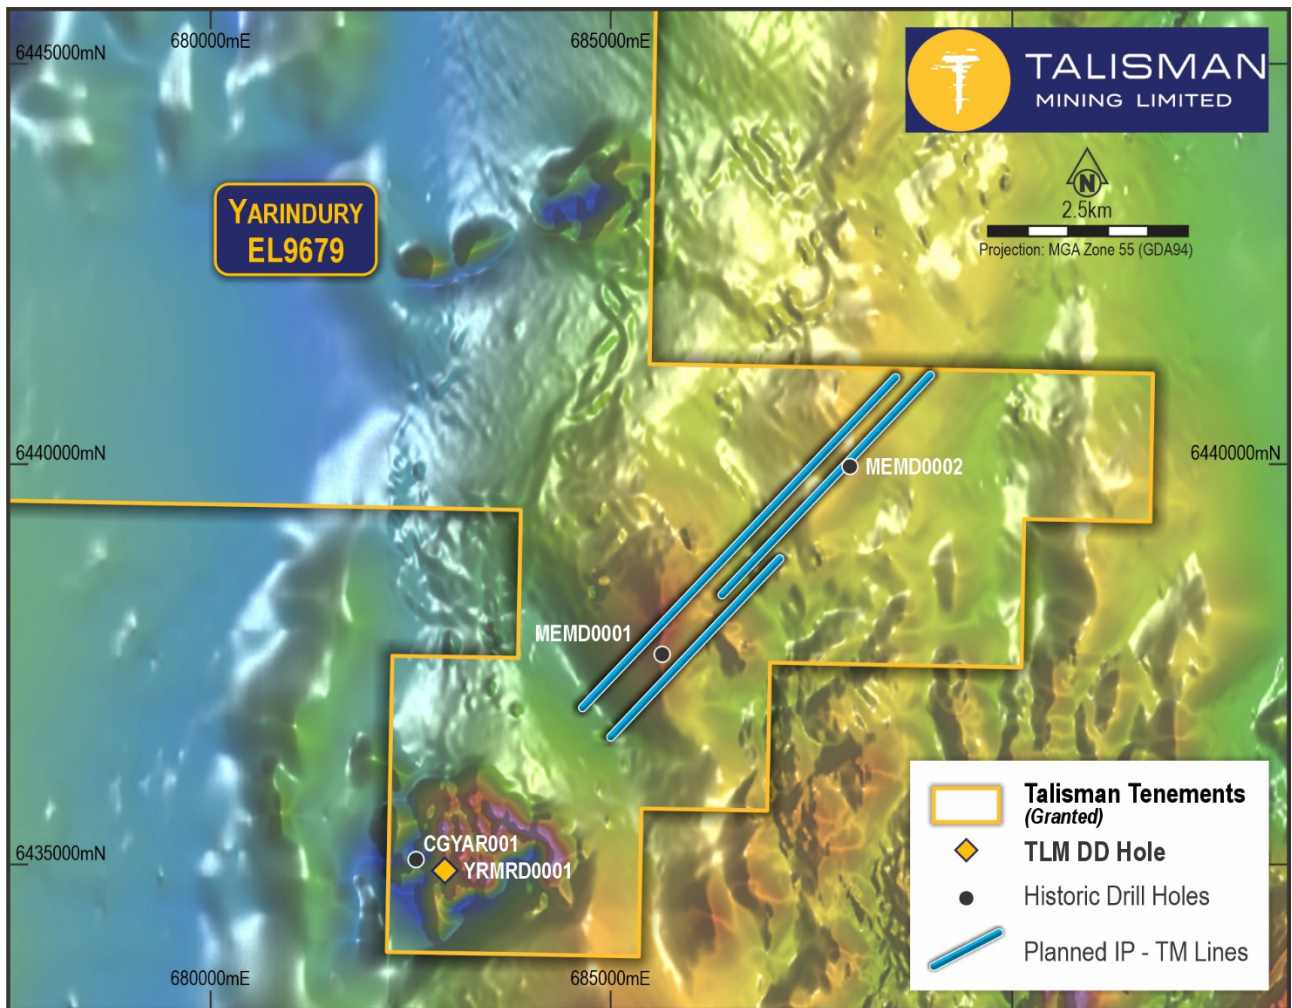 680000mE
685000mE
6445000mN
TALISMAN
MINING LIMITED
N
2.5km
Projection: MGA Zone 55 (GDA94)
YARINDURY
EL9679
6440000mN
6440000mN
MEMD0002
MEMD0001
CGYAR001
YRMRD0001
6435000mN
680000mE
685000mE
Talisman Tenements
(Granted)
TLM DD Hole
Historic Drill Holes
Planned IP - TM Lines